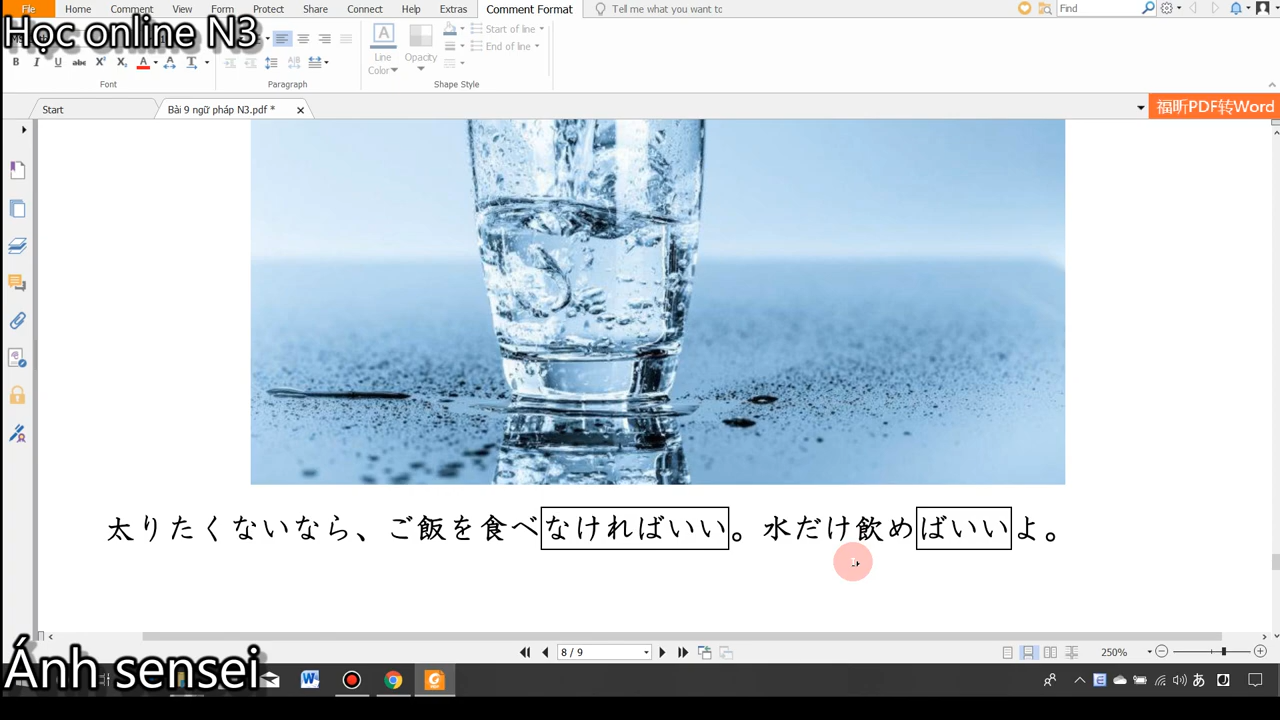 File Home Comment View Form Protect Share Connect Help Extras Comment Format Tell me what you want to Find
Học online N3
Line Color
Opacity
Start of line
End of line
Font Paragraph Shape Style
Start Bài 9 ngữ pháp N3.pdf *
福昕PDF转Word
太りたくないなら、ご飯を食べなければいい。水だけ飲めばいいよ。
8 / 9
250%
Ánh sensei